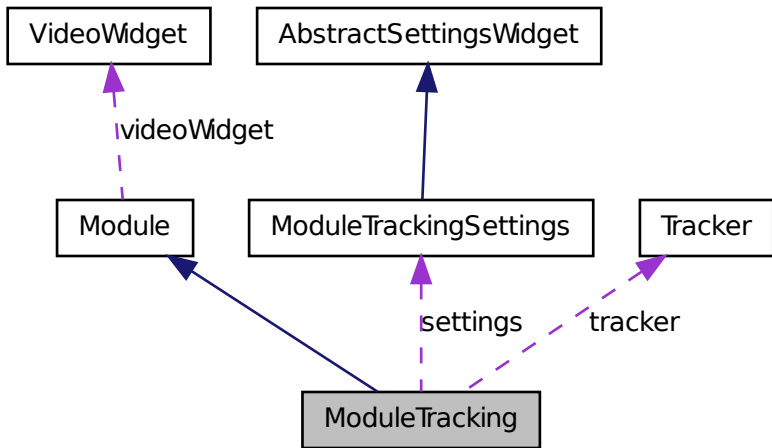 VideoWidget
AbstractSettingsWidget
videoWidget
Module
ModuleTrackingSettings
Tracker
settings
tracker
ModuleTracking